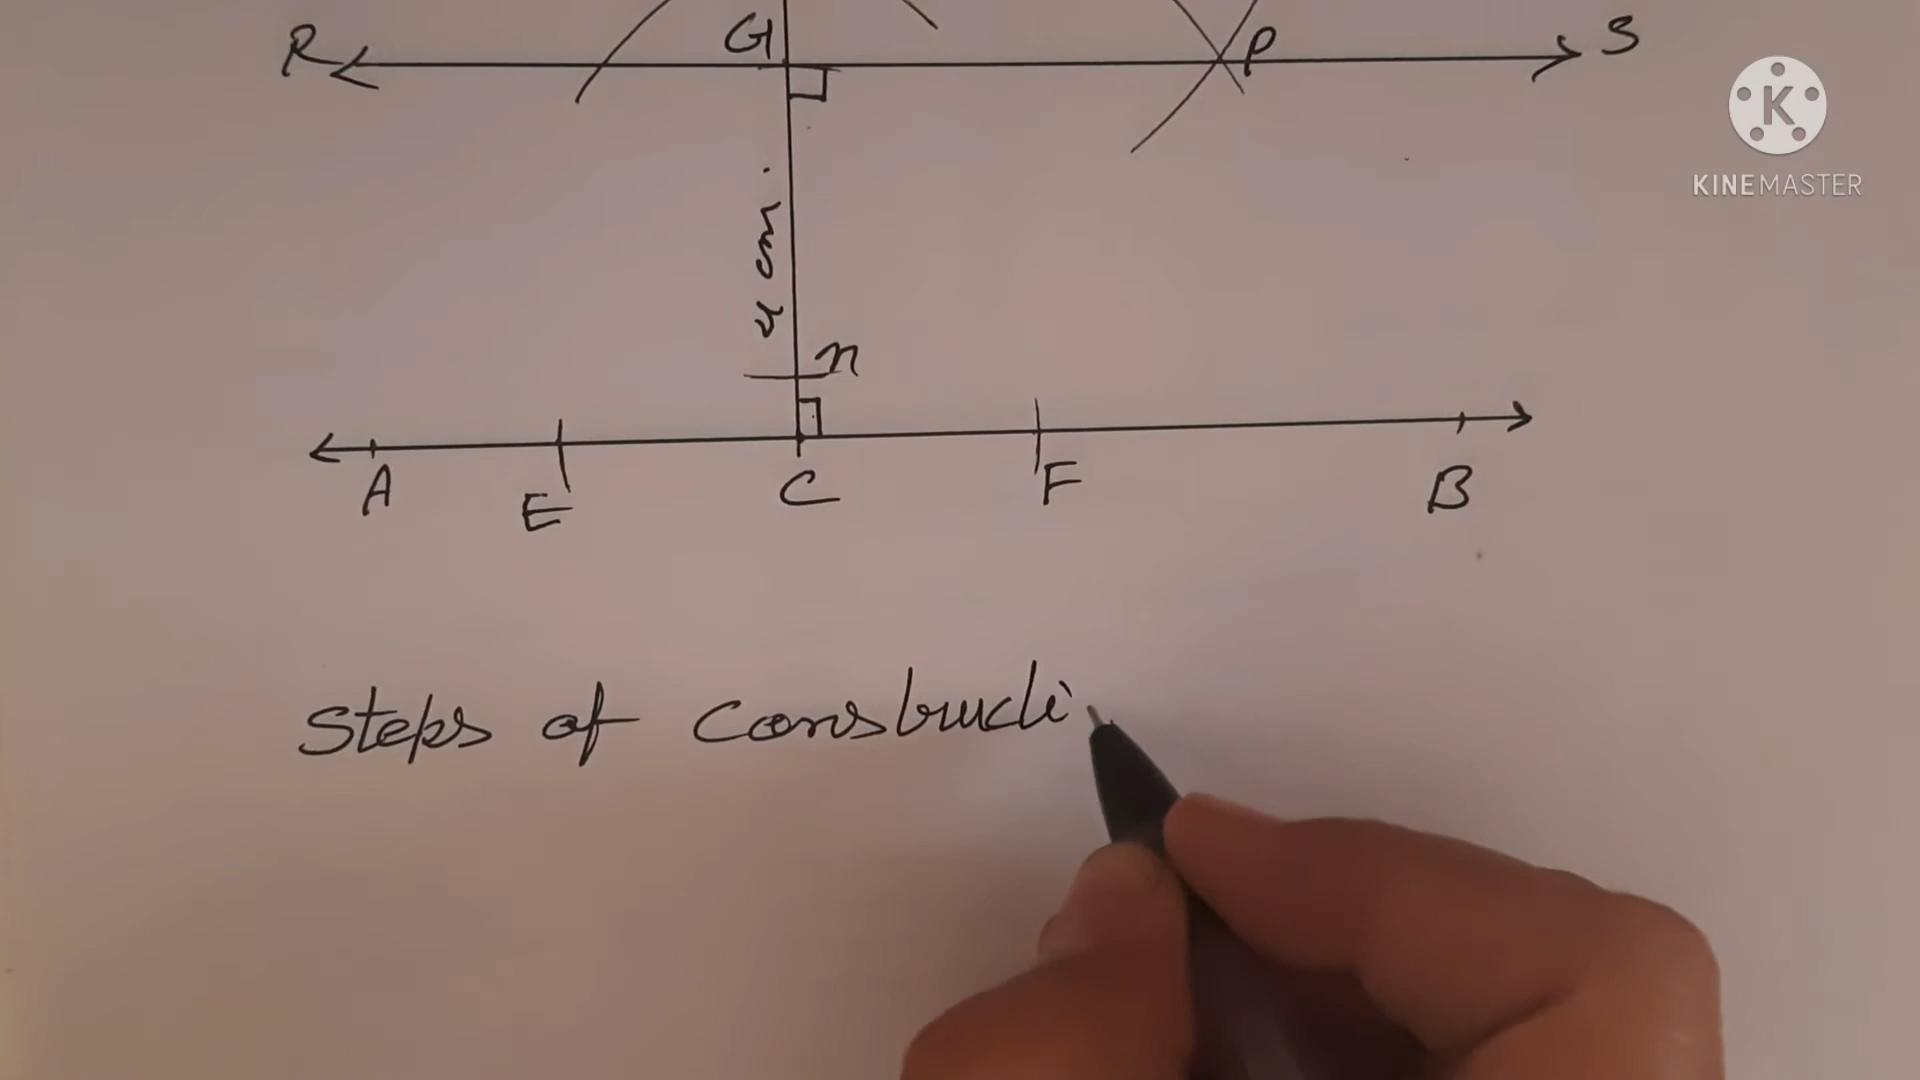 R G P S
K
KINEMASTER
4 cm.
n
A E C F B
Steps of constructi